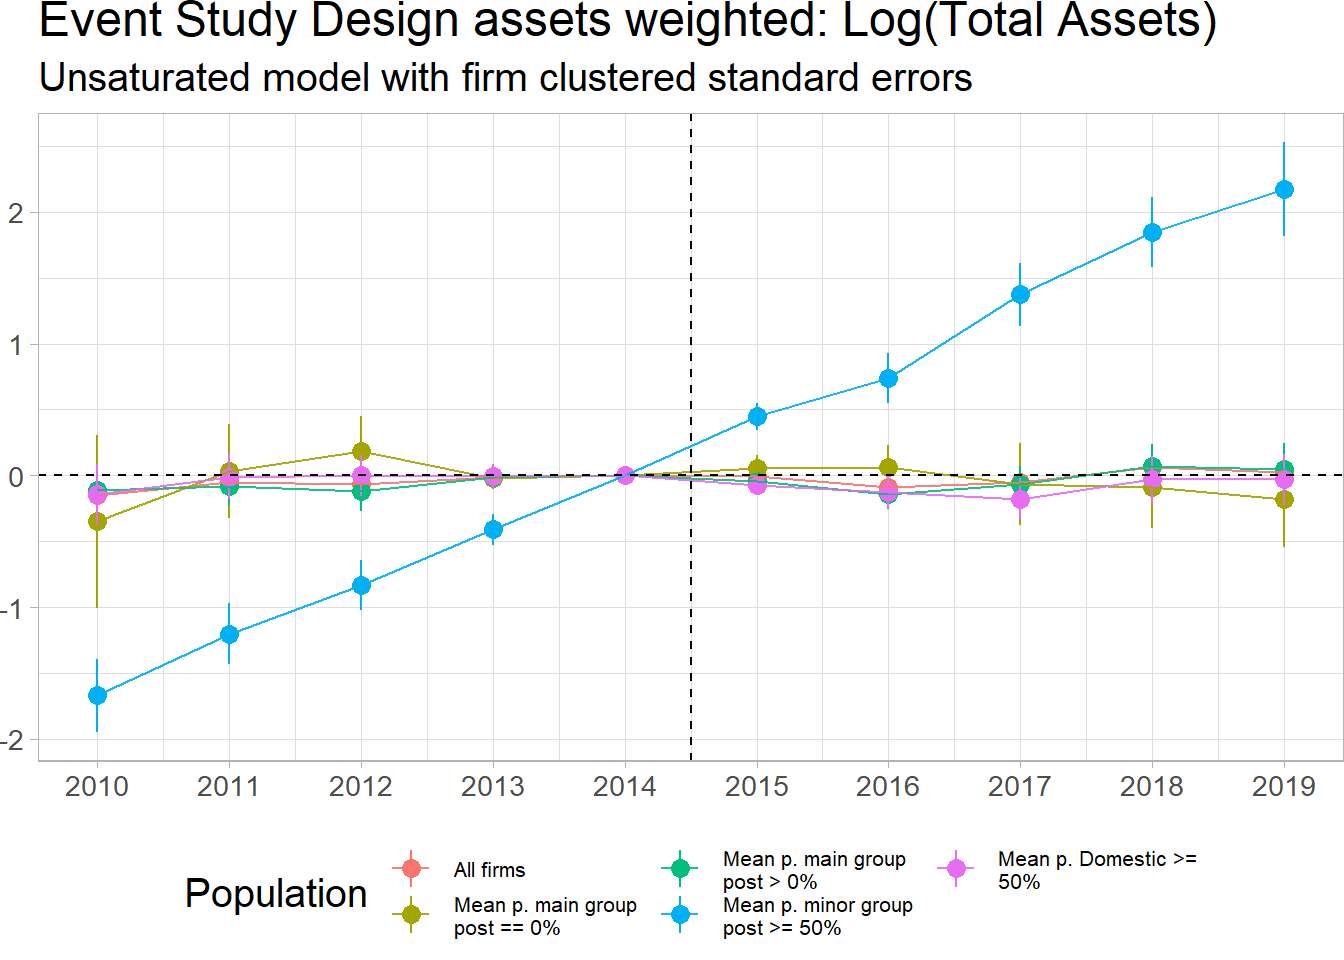 Event Study Design assets weighted: Log(Total Assets)
Unsaturated model with firm clustered standard errors
2
1
0
-1
-2
2010 2011 2012 2013 2014 2015 2016 2017 2018 2019
Population
All firms
Mean p. main group
post == 0%
Mean p. main group
post > 0%
Mean p. minor group
post >= 50%
Mean p. Domestic >=
50%